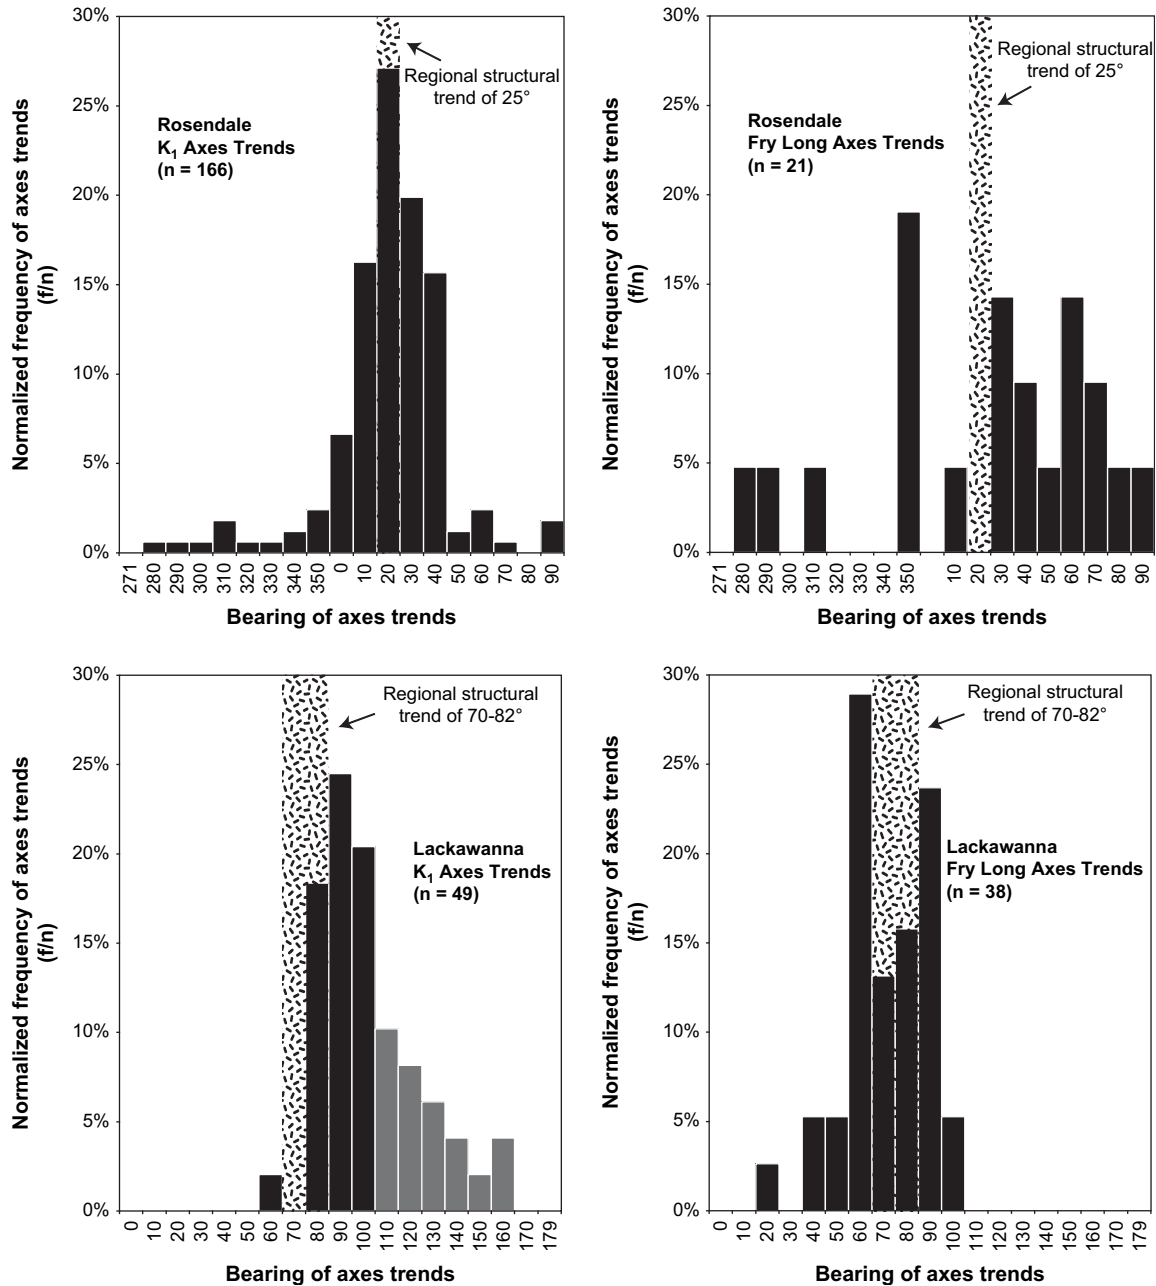 30%
25%
20%
15%
10%
5%
0%
Normalized frequency of axes trends
(f/n)
Rosendale
K₁ Axes Trends
(n = 166)
Regional structural
trend of 25°
271 280 290 300 310 320 330 340 350 0 10 20 30 40 50 60 70 80 90
Bearing of axes trends
30%
25%
20%
15%
10%
5%
0%
Normalized frequency of axes trends
(f/n)
Rosendale
Fry Long Axes Trends
(n = 21)
Regional structural
trend of 25°
271 280 290 300 310 320 330 340 350 10 20 30 40 50 60 70 80 90
Bearing of axes trends
30%
25%
20%
15%
10%
5%
0%
Normalized frequency of axes trends
(f/n)
Regional structural
trend of 70-82°
Lackawanna
K₁ Axes Trends
(n = 49)
0 10 20 30 40 50 60 70 80 90 100 110 120 130 140 150 160 170 179
Bearing of axes trends
30%
25%
20%
15%
10%
5%
0%
Normalized frequency of axes trends
(f/n)
Regional structural
trend of 70-82°
Lackawanna
Fry Long Axes Trends
(n = 38)
0 10 20 30 40 50 60 70 80 90 100 110 120 130 140 150 160 170 179
Bearing of axes trends